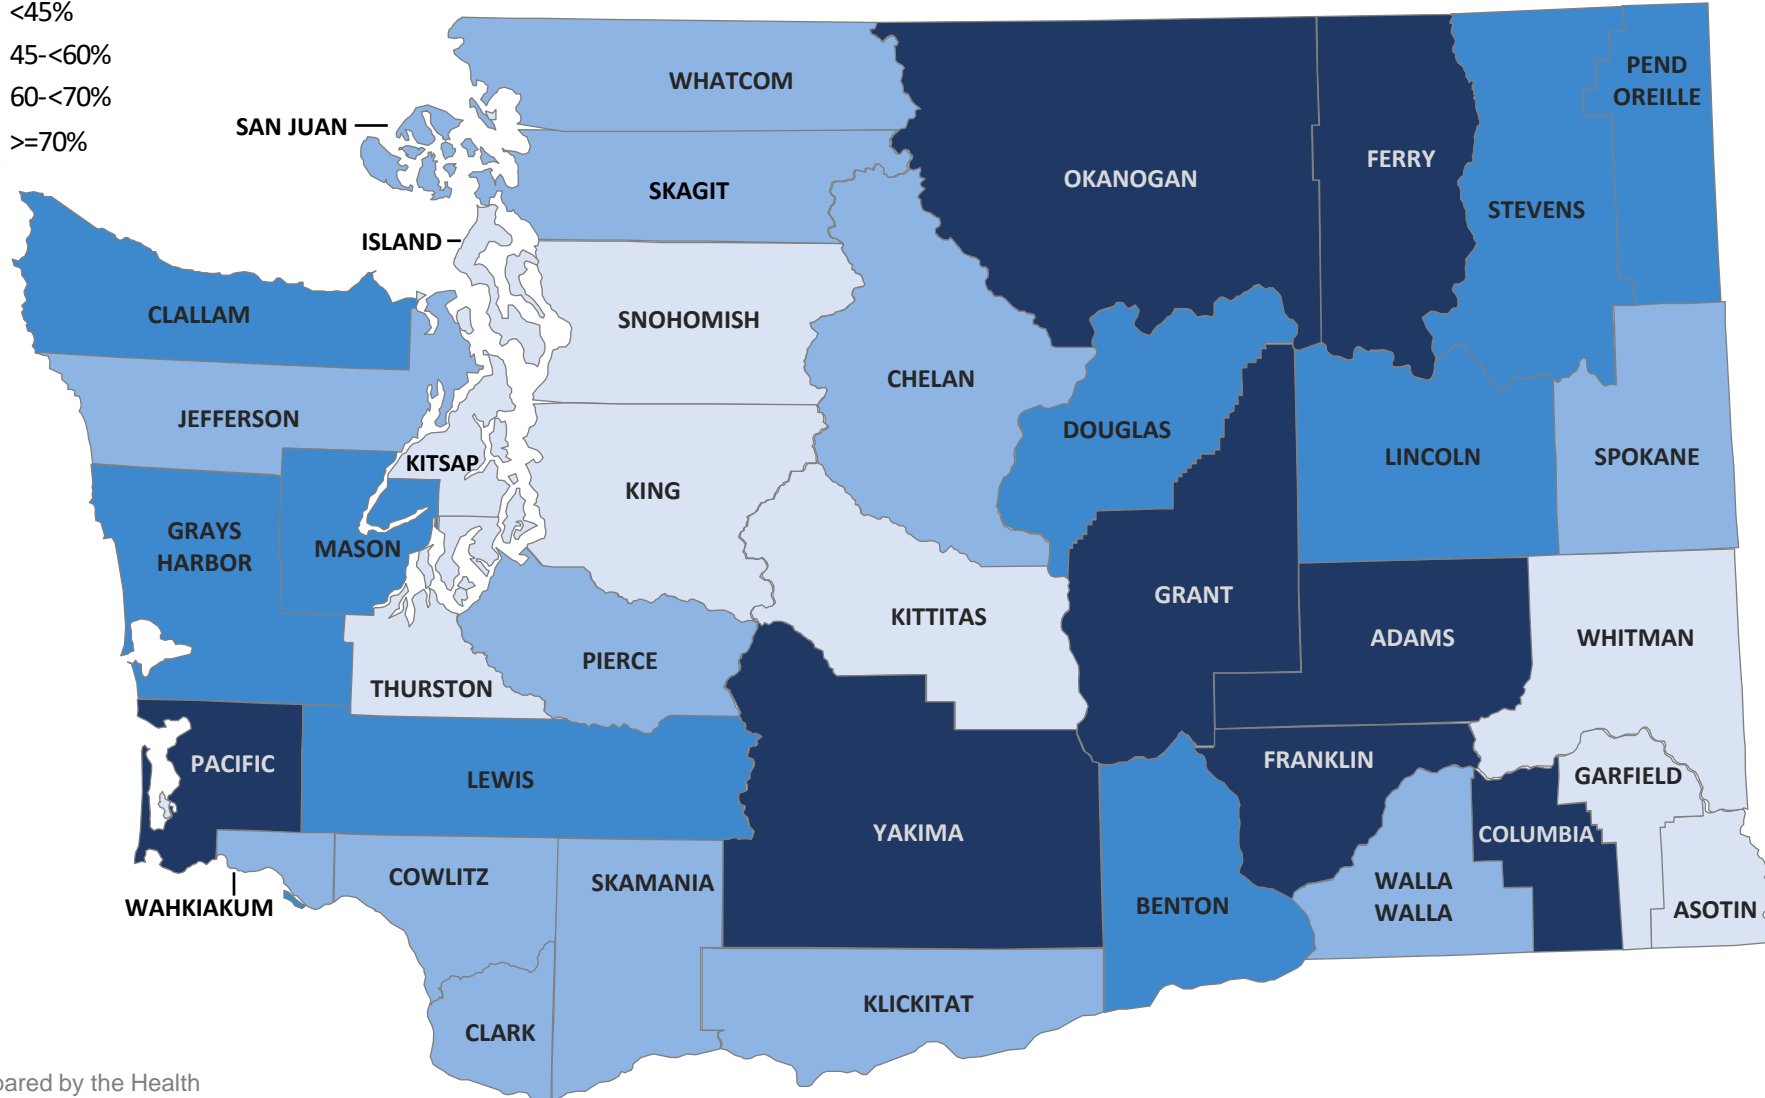 <45%
45-<60%
60-<70%
>=70%
WHATCOM
PEND
OREILLE
SAN JUAN
FERRY
OKANOGAN
SKAGIT
STEVENS
ISLAND
CLALLAM
SNOHOMISH
CHELAN
JEFFERSON
DOUGLAS
KITSAP
LINCOLN
SPOKANE
KING
GRAYS
HARBOR
MASON
GRANT
KITTITAS
ADAMS
WHITMAN
PIERCE
THURSTON
FRANKLIN
PACIFIC
GARFIELD
LEWIS
YAKIMA
COLUMBIA
COWLITZ
SKAMANIA
WALLA
WALLA
WAHKIAKUM
BENTON
ASOTIN
KLICKITAT
CLARK
pared by the Health